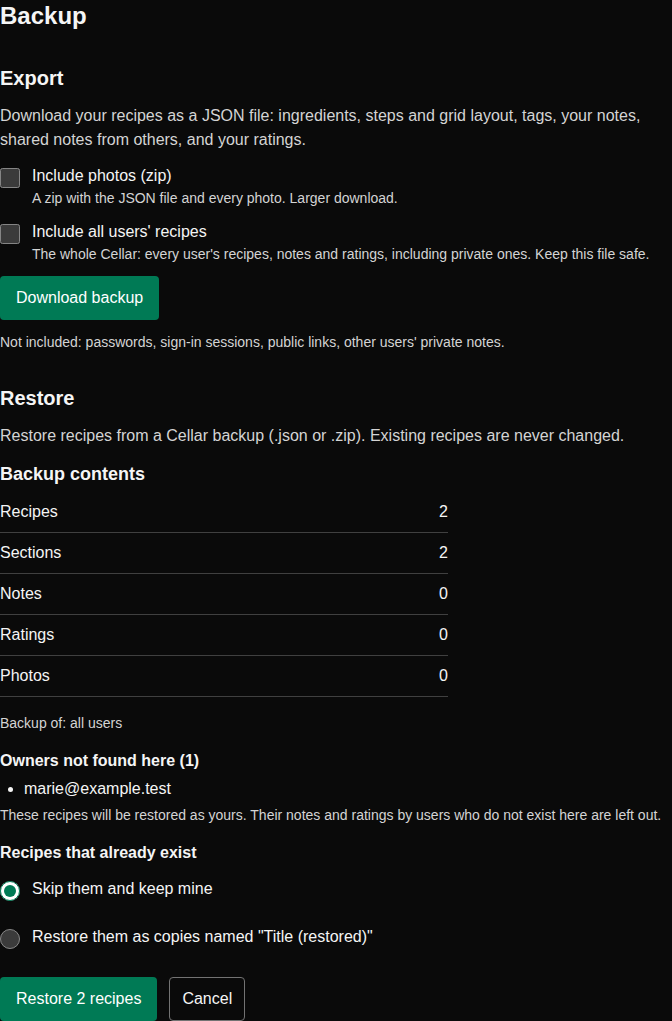 Backup
Export
Download your recipes as a JSON file: ingredients, steps and grid layout, tags, your notes,
shared notes from others, and your ratings.
Include photos (zip)
A zip with the JSON file and every photo. Larger download.
Include all users' recipes
The whole Cellar: every user's recipes, notes and ratings, including private ones. Keep this file safe.
Download backup
Not included: passwords, sign-in sessions, public links, other users' private notes.
Restore
Restore recipes from a Cellar backup (.json or .zip). Existing recipes are never changed.
Backup contents
Recipes 2
Sections 2
Notes 0
Ratings 0
Photos 0
Backup of: all users
Owners not found here (1)
• marie@example.test
These recipes will be restored as yours. Their notes and ratings by users who do not exist here are left out.
Recipes that already exist
Skip them and keep mine
Restore them as copies named "Title (restored)"
Restore 2 recipes Cancel